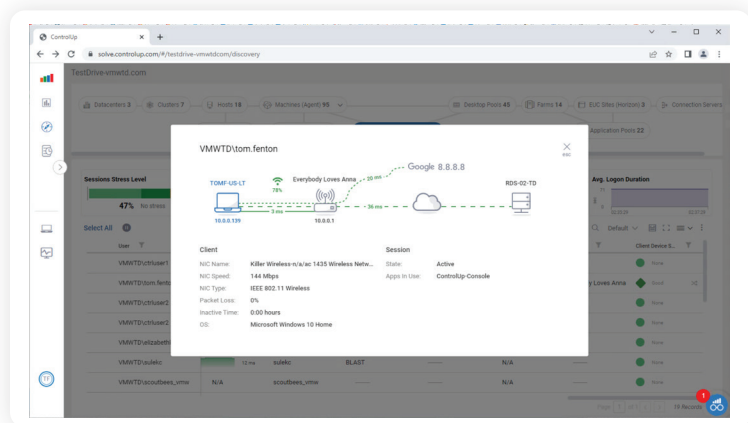 ControlUp
solve.controlup.com/#/testdrive-vmwtdcom/discovery
TestDrive-vmwtd.com
Datacenters 3 Clusters 7 Hosts 18 Machines (Agent) 95 Desktop Pools 45 Farms 14 EUC Sites (Horizon) 3 Connection Servers
Application Pools 22
VMWTD\tom.fenton
esc
Google 8.8.8.8
TOMF-US-LT Everybody Loves Anna 20 ms RDS-02-TD
78%
3 ms 36 ms
10.0.0.139 10.0.0.1
Client Session
NIC Name: Killer Wireless-n/a/ac 1435 Wireless Netw... State: Active
NIC Speed: 144 Mbps Apps in Use: ControlUp-Console
NIC Type: IEEE 802.11 Wireless
Packet Loss: 0%
Inactive Time: 0:00 hours
OS: Microsoft Windows 10 Home
Sessions Stress Level Avg. Logon Duration
47% No stress
Select All Default
User Client Device S...
VMWTD\ctrluser1 None
VMWTD\tom.fento y Loves Anna Good
VMWTD\ctrluser2 None
VMWTD\ctrluser2 None
VMWTD\elizabeth None
VMWTD\sulekc 12 ms sulekc BLAST N/A None
VMWTD\scoutbees_vmw N/A scoutbees_vmw N/A None
TF
Page 1 of 1 19 Records
1